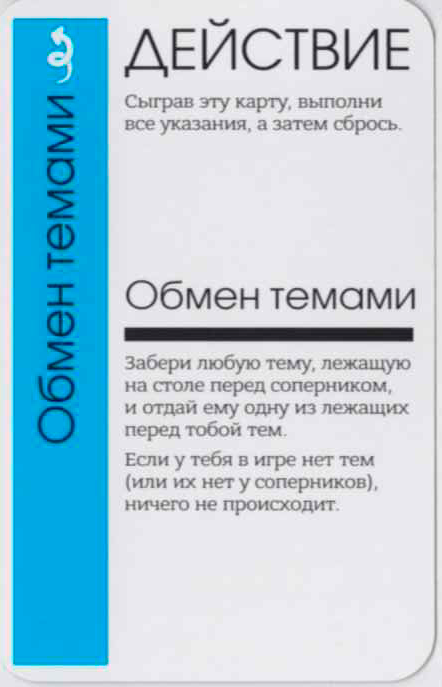 Обмен темами
ДЕЙСТВИЕ
Сыграв эту карту, выполни
все указания, а затем сбрось.
Обмен темами
Забери любую тему, лежащую
на столе перед соперником,
и отдай ему одну из лежащих
перед тобой тем.
Если у тебя в игре нет тем
(или их нет у соперников),
ничего не происходит.